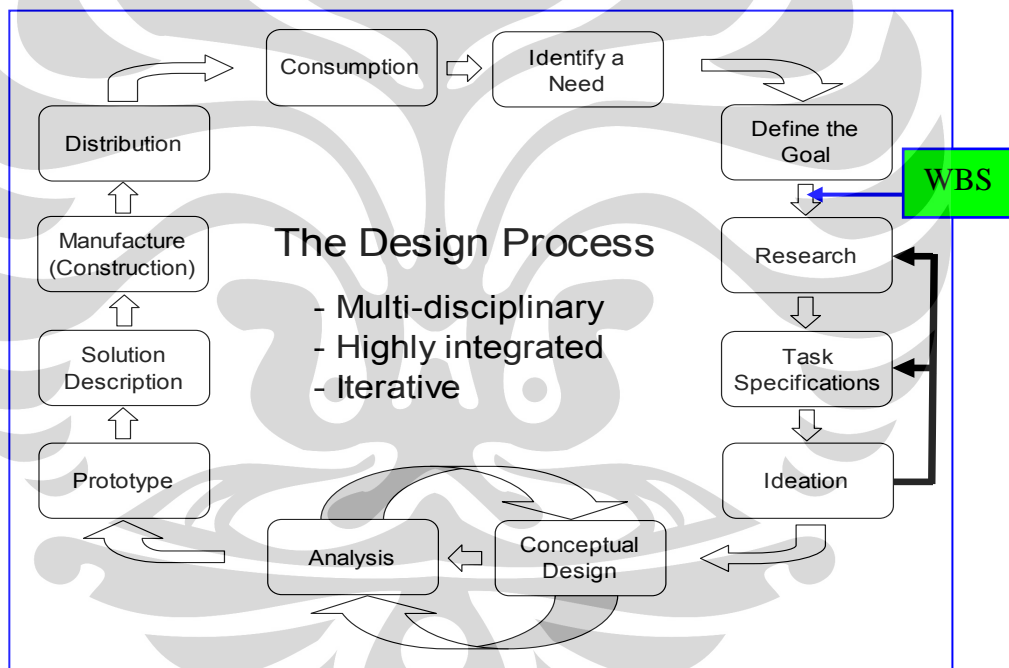 Consumption
Identify a
Need
Define the
Goal
WBS
Research
Task
Specifications
Ideation
Conceptual
Design
Analysis
Prototype
Solution
Description
Manufacture
(Construction)
Distribution
The Design Process
- Multi-disciplinary
- Highly integrated
- Iterative